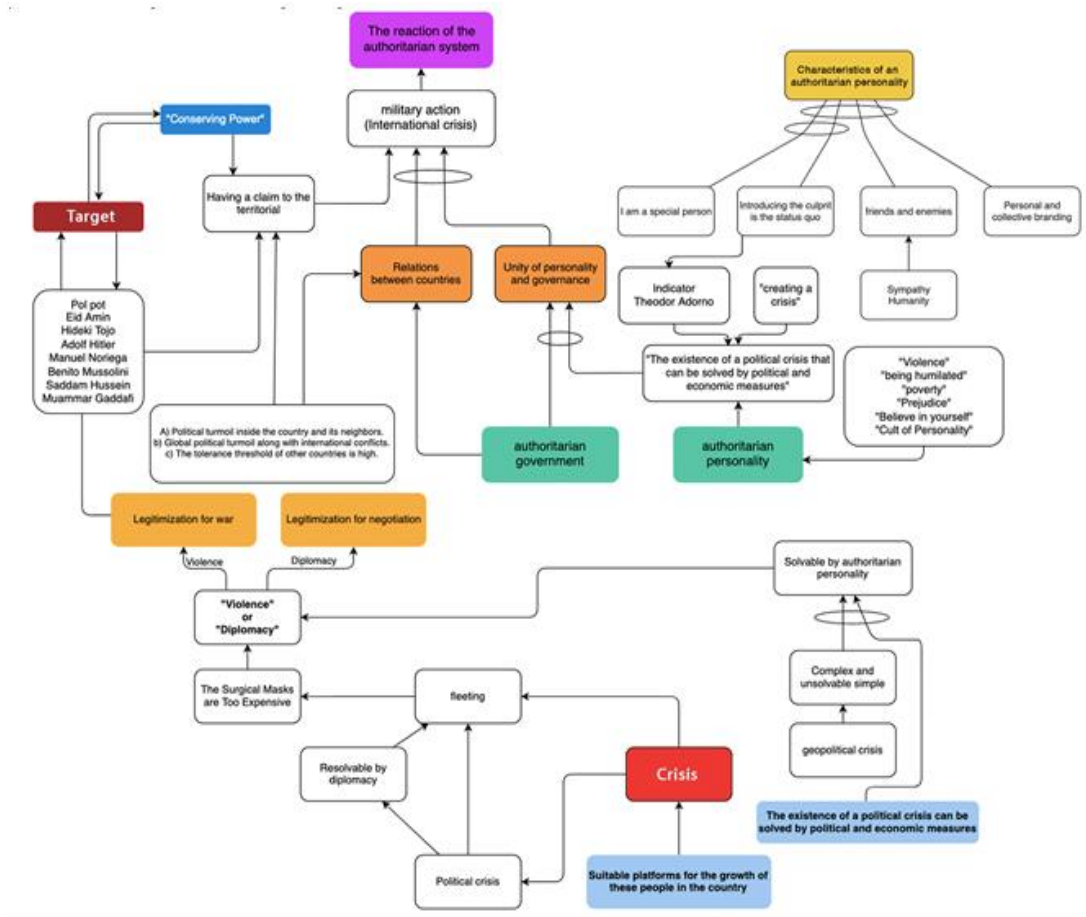 The reaction of the
authoritarian system
Characteristics of an
authoritarian personality
military action
(International crisis)
"Conserving Power"
Having a claim to the
territorial
Target
I am a special person
Introducing the culprit
is the status quo
friends and enemies
Personal and
collective branding
Relations
between countries
Unity of personality
and governance
Indicator
Theodor Adorno
"creating a
crisis"
Sympathy
Humanity
Pol pot
Eid Amin
Hideki Tojo
Adolf Hitler
Manuel Noriega
Benito Mussolini
Saddam Hussein
Muammar Gaddafi
"The existence of a political crisis that
can be solved by political and
economic measures"
"Violence"
"being humilated"
"poverty"
"Prejudice"
"Believe in yourself"
"Cult of Personality"
A) Political turmoil inside the country and its neighbors.
b) Global political turmoil along with international conflicts.
c) The tolerance threshold of other countries is high.
authoritarian
government
authoritarian
personality
Legitimization for war
Legitimization for negotiation
Violence
Diplomacy
Solvable by authoritarian
personality
"Violence"
or
"Diplomacy"
The Surgical Masks
are Too Expensive
fleeting
Complex and
unsolvable simple
geopolitical crisis
Resolvable by
diplomacy
Crisis
The existence of a political crisis can be
solved by political and economic measures
Political crisis
Suitable platforms for the growth of
these people in the country